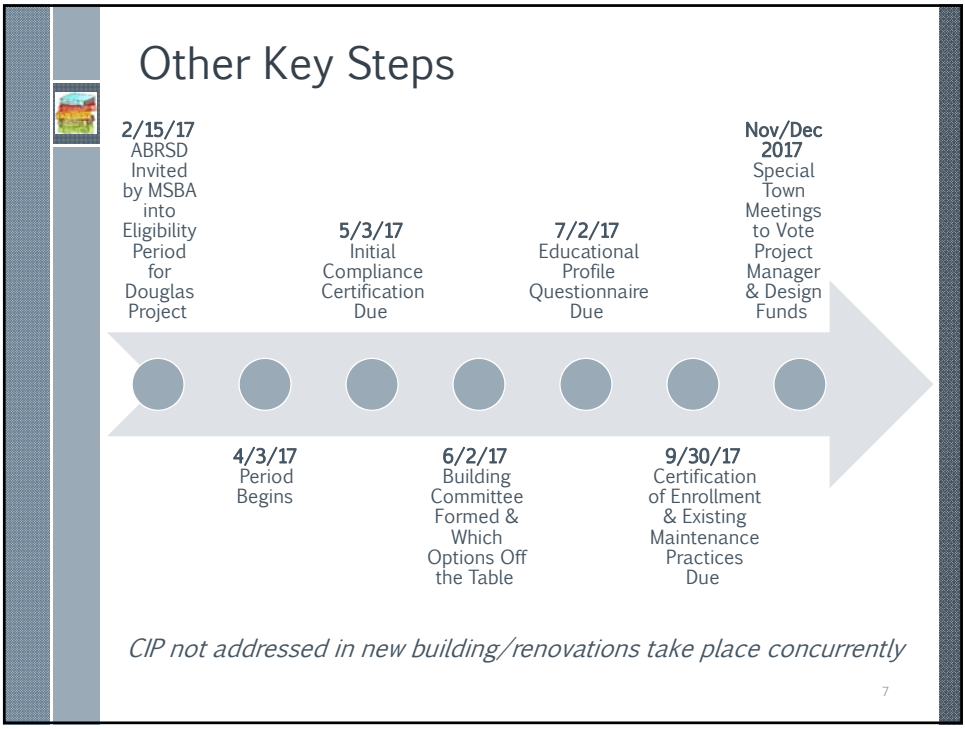 Other Key Steps
2/15/17
ABRSD
Invited
by MSBA
into
Eligibility
Period
for
Douglas
Project
4/3/17
Period
Begins
5/3/17
Initial
Compliance
Certification
Due
6/2/17
Building
Committee
Formed &
Which
Options Off
the Table
7/2/17
Educational
Profile
Questionnaire
Due
9/30/17
Certification
of Enrollment
& Existing
Maintenance
Practices
Due
Nov/Dec
2017
Special
Town
Meetings
to Vote
Project
Manager
& Design
Funds
CIP not addressed in new building/renovations take place concurrently
7